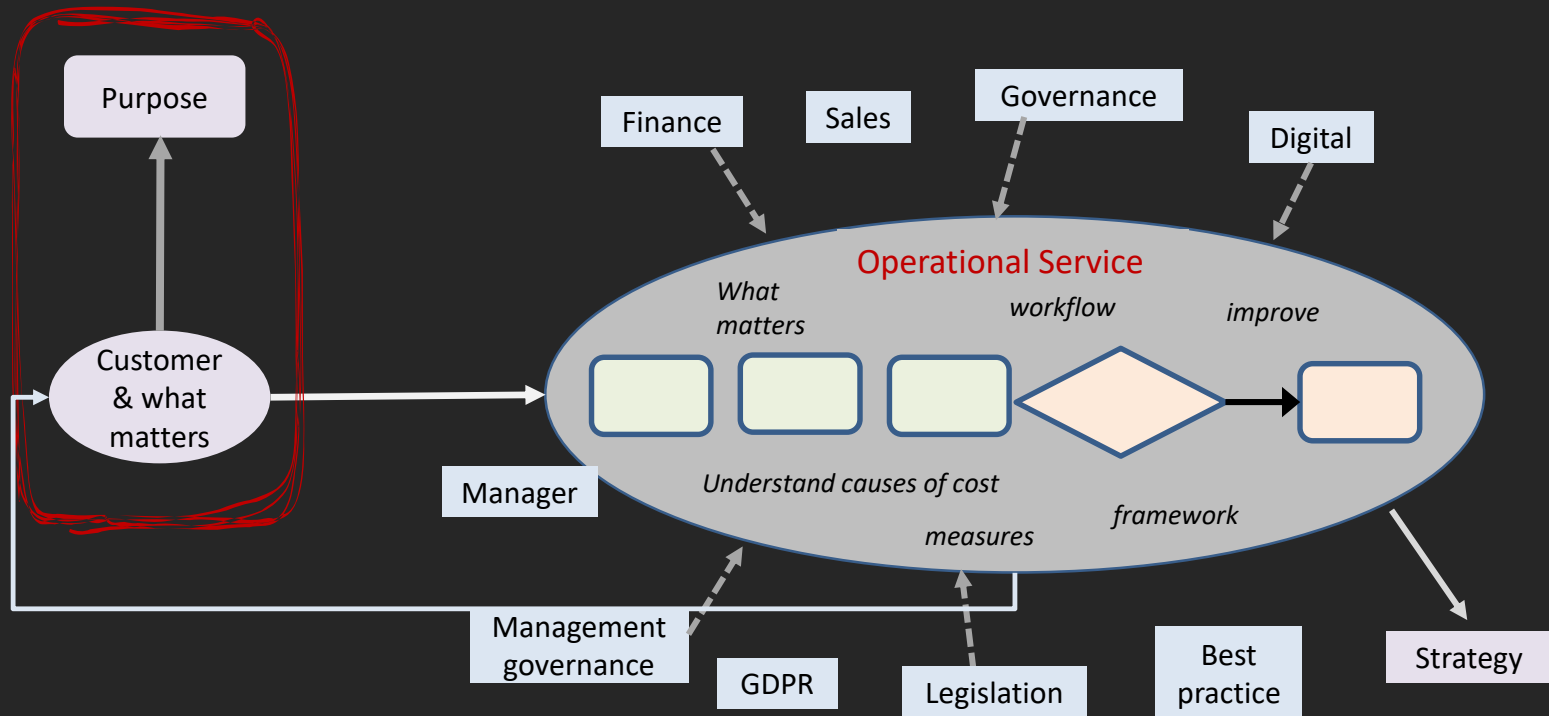 Purpose
Customer
& what
matters
Finance
Sales
Governance
Digital
Operational Service
What
matters
workflow
improve
Understand causes of cost
measures
framework
Manager
Management
governance
GDPR
Legislation
Best
practice
Strategy